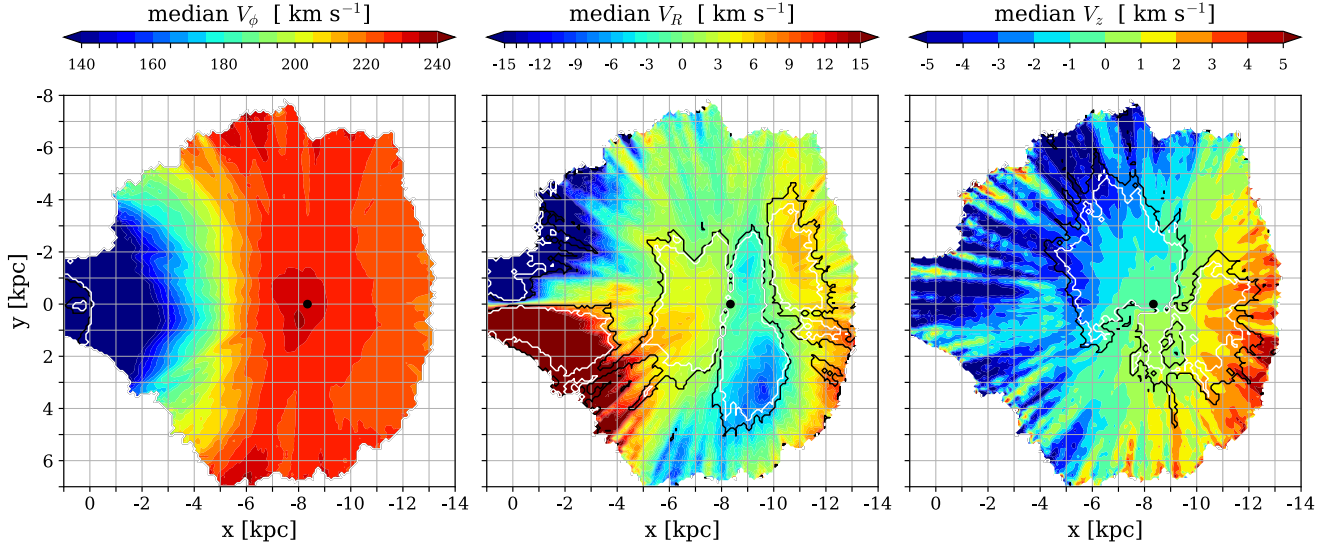 median V_ϕ [ km s⁻¹]
140 160 180 200 220 240
median V_R [ km s⁻¹]
-15 -12 -9 -6 -3 0 3 6 9 12 15
median V_z [ km s⁻¹]
-5 -4 -3 -2 -1 0 1 2 3 4 5
y [kpc]
-8
-6
-4
-2
0
2
4
6
0 -2 -4 -6 -8 -10 -12 -14
x [kpc]
0 -2 -4 -6 -8 -10 -12 -14
x [kpc]
0 -2 -4 -6 -8 -10 -12 -14
x [kpc]